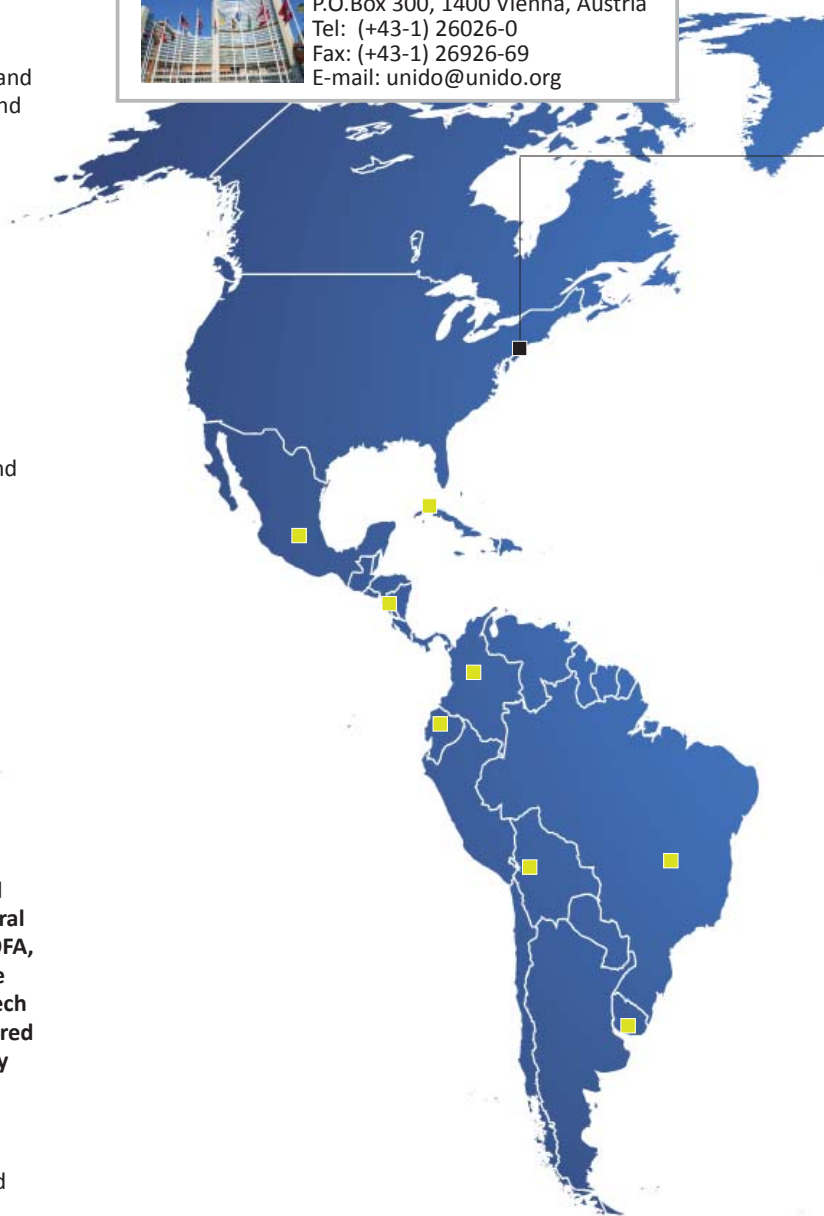 P.O.Box 300, 1400 Vienna, Austria
Tel: (+43-1) 26026-0
Fax: (+43-1) 26926-69
E-mail: unido@unido.org
and
nd
nd
l
ral
OFA,
e
ech
red
y
d